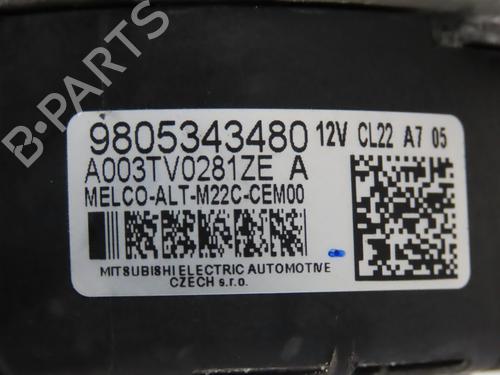 B-PARTS
9805343480 12V CL22 A7 05
A003TV0281ZE A
MELCO-ALT-M22C-CEM00
MITSUBISHI ELECTRIC AUTOMOTIVE
CZECH s.r.o.